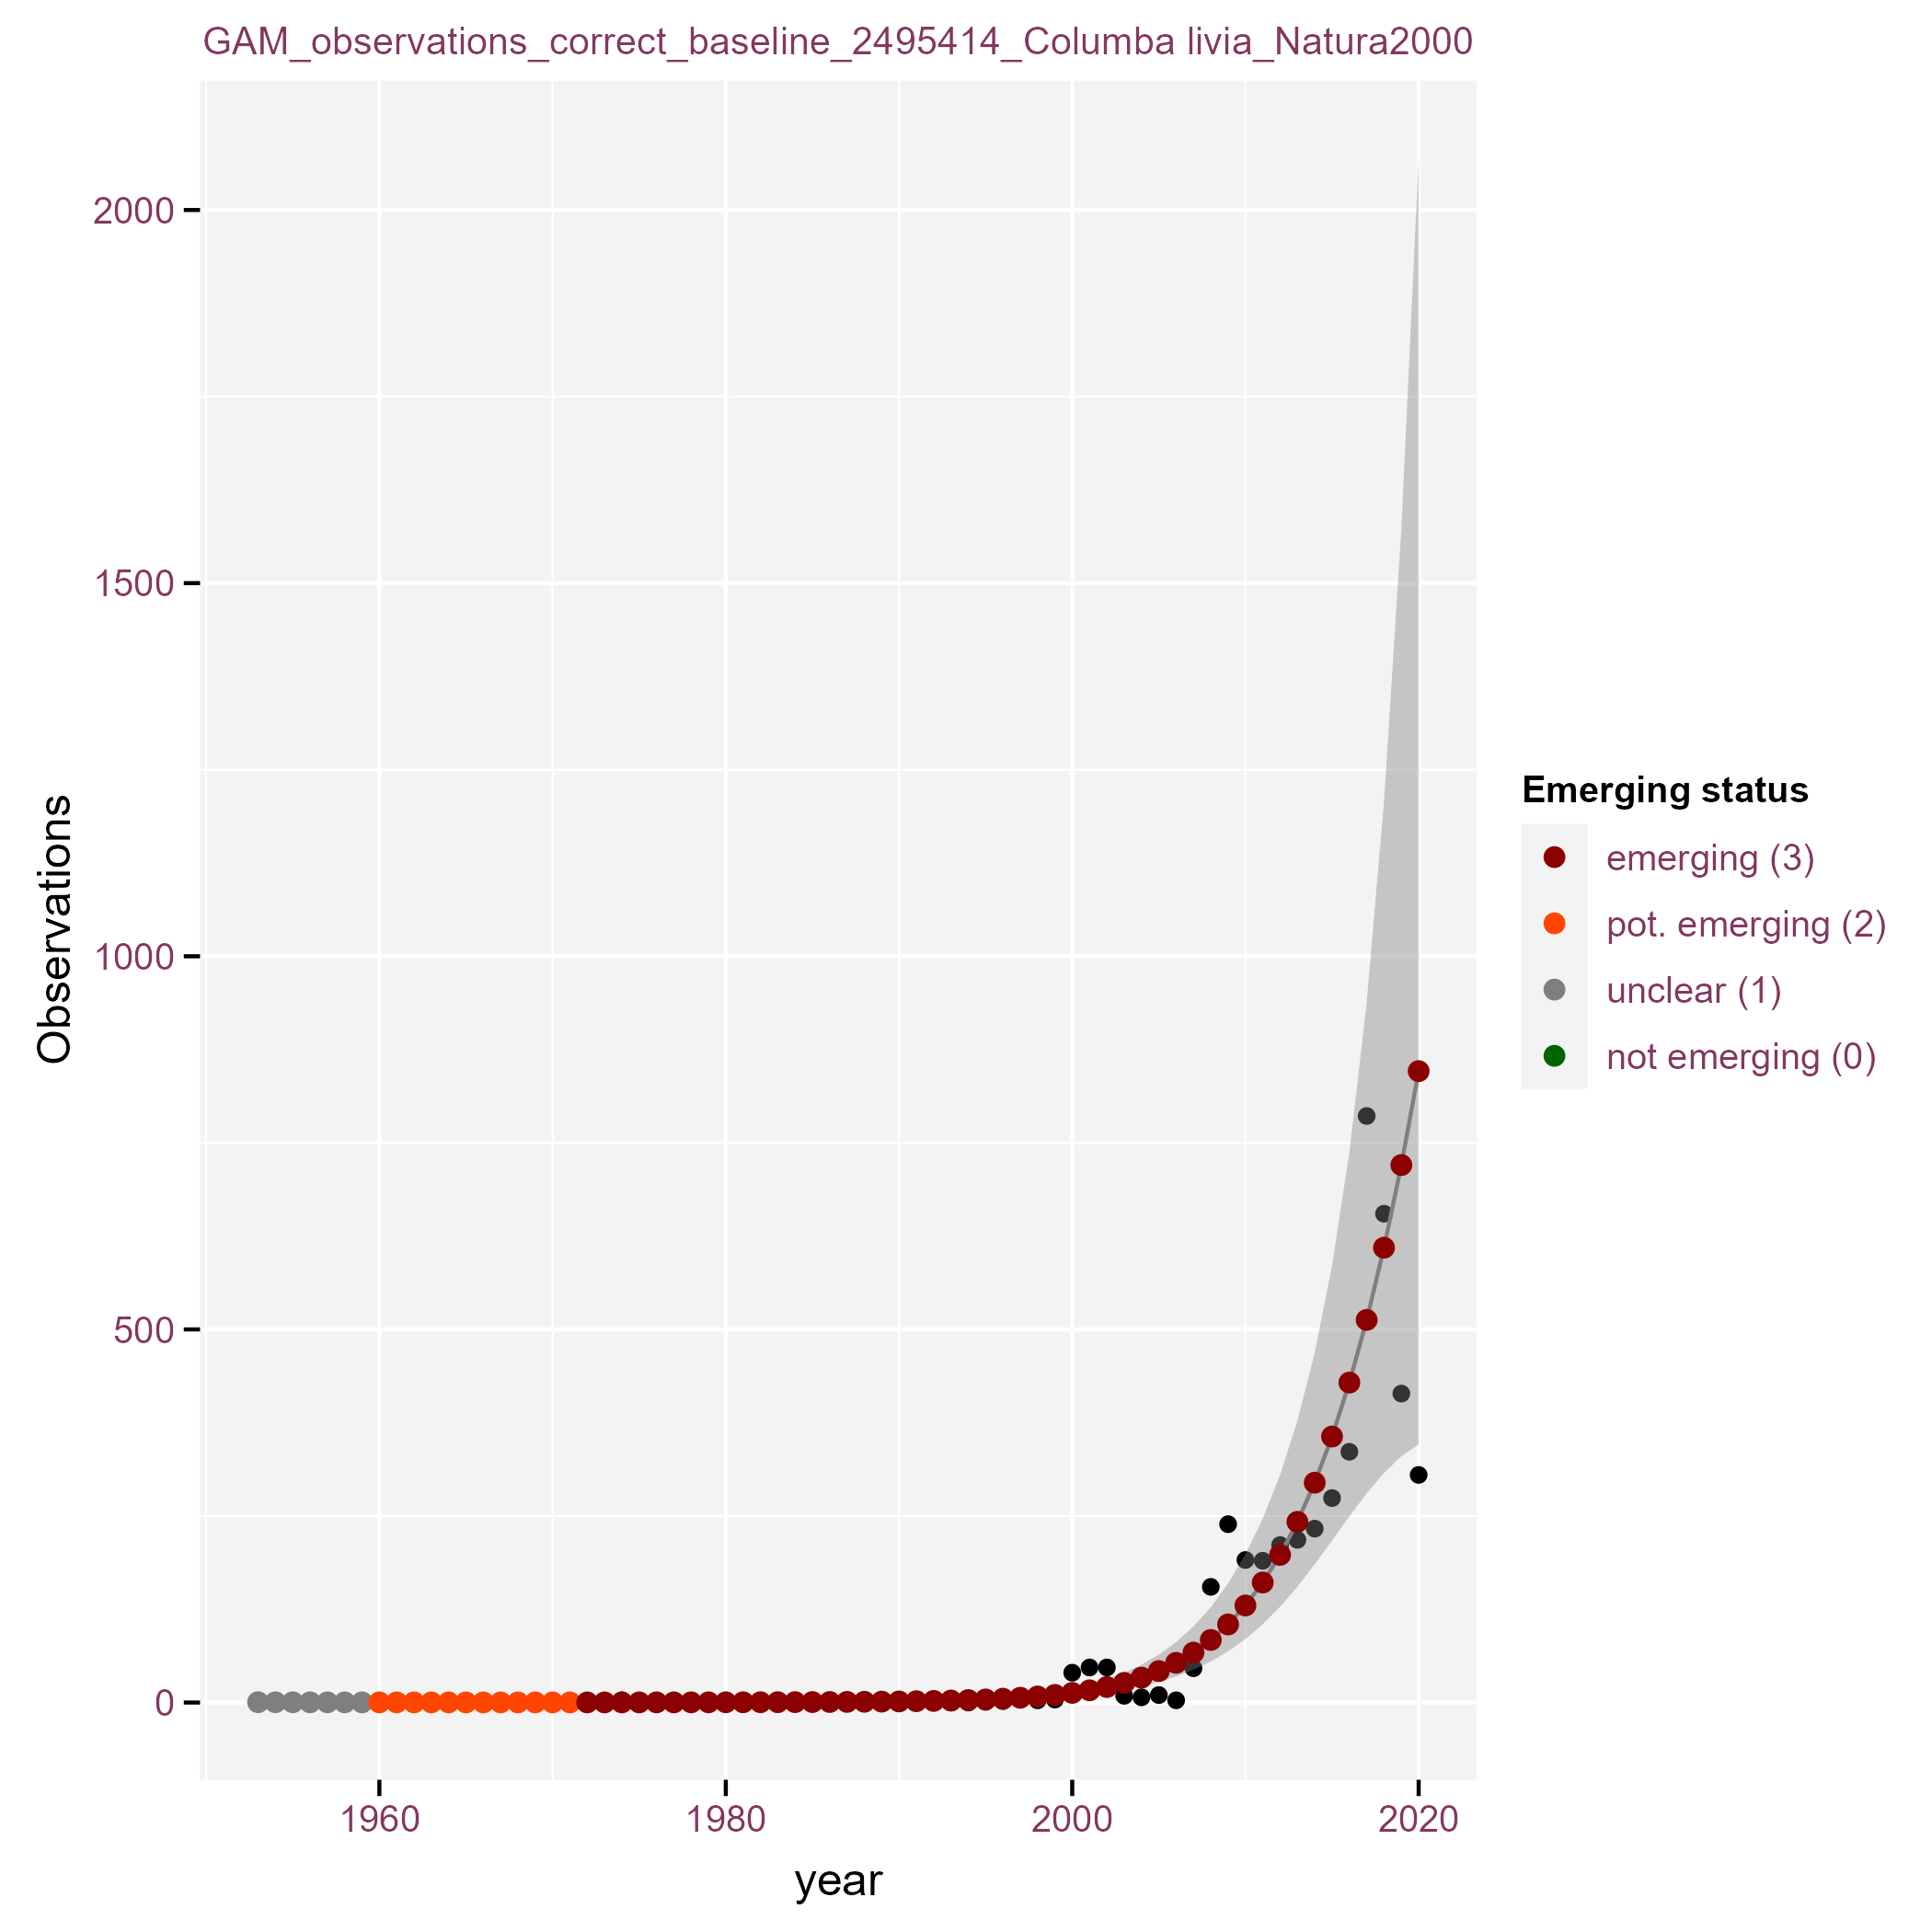 GAM_observations_correct_baseline_2495414_Columba livia_Natura2000
2000
1500
1000
500
0
Observations
1960
1980
2000
2020
year
Emerging status
emerging (3)
pot. emerging (2)
unclear (1)
not emerging (0)